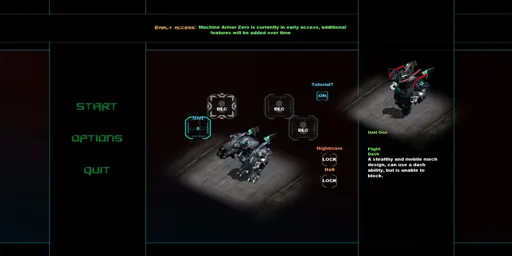 EARLY ACCESS: Machine Armor Zero is currently in early access, additional
features will be added over time
START
OPTIONS
QUIT
Tutorial?
ON
DLC
DLC
Unit
DLC
Nightmare
LOCK
Hell
LOCK
Unit One
Flight
Dash
A stealthy and mobile mech
design, can use a dash
ability, but is unable to
block.